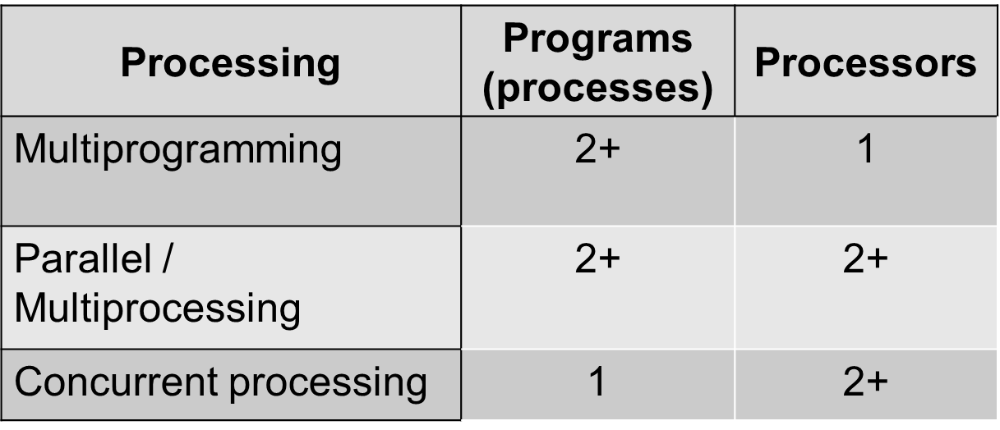 Processing Programs (processes) Processors
Multiprogramming 2+ 1
Parallel / Multiprocessing 2+ 2+
Concurrent processing 1 2+